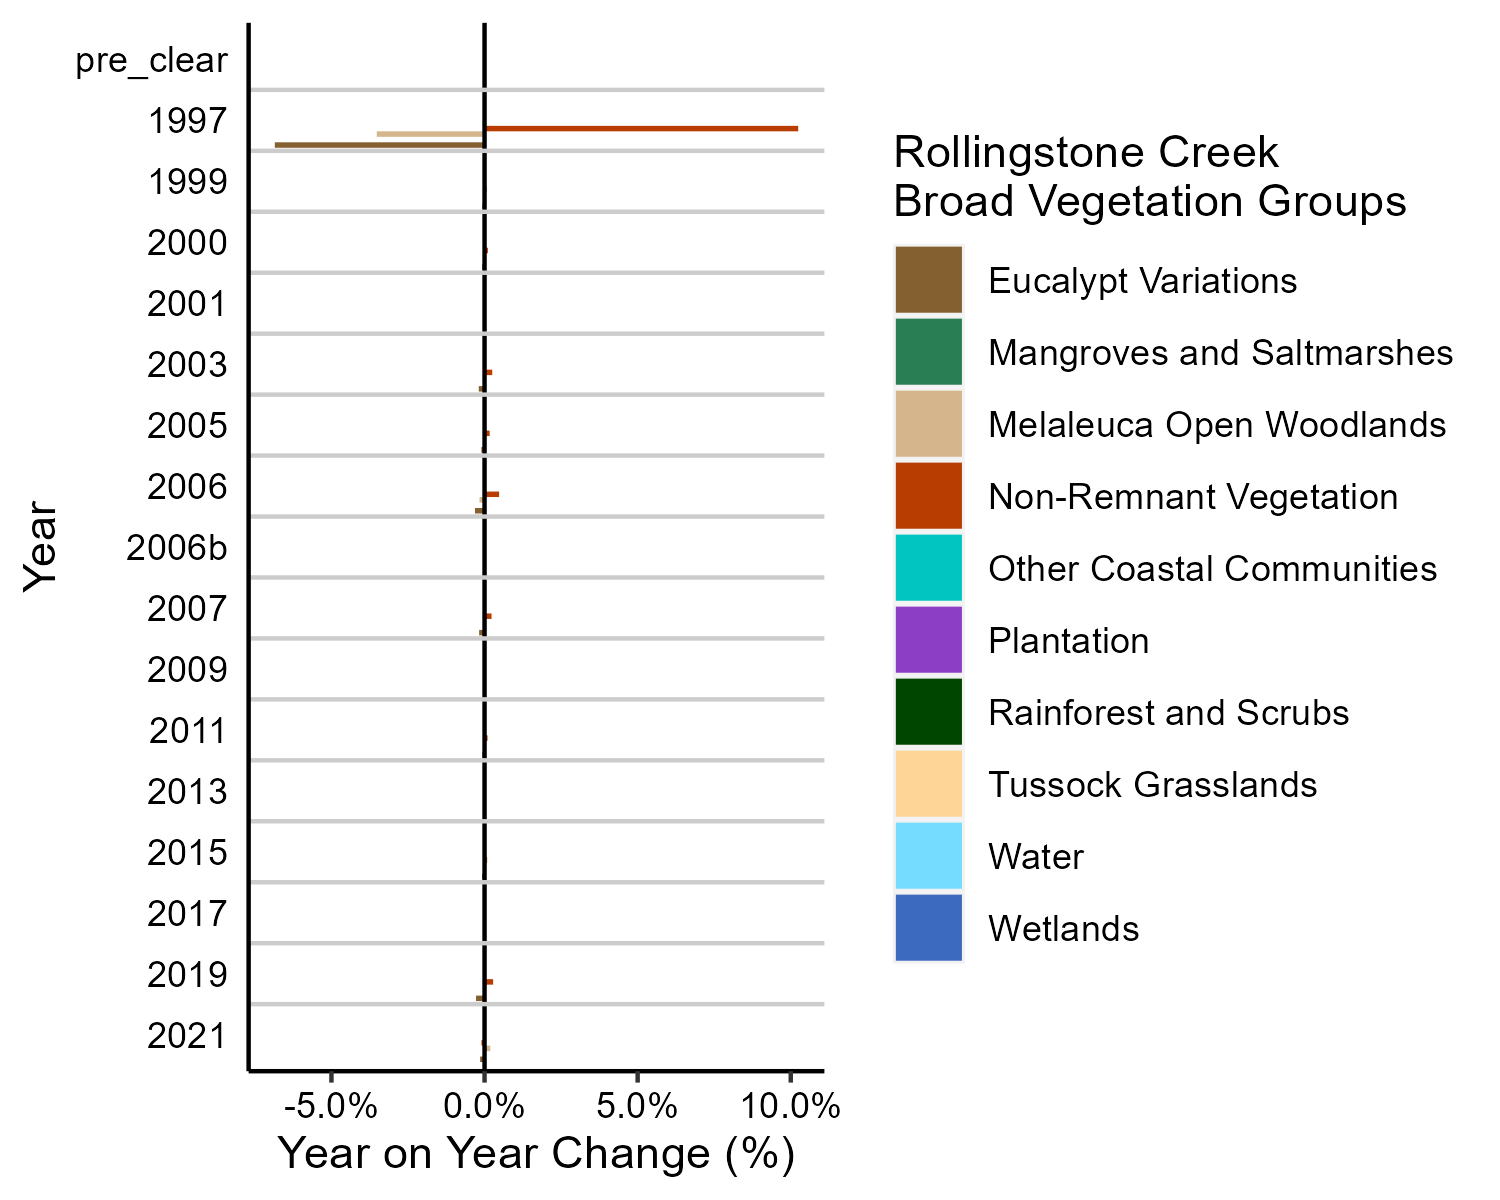 pre_clear
1997
1999
2000
2001
2003
2005
2006
2006b
2007
2009
2011
2013
2015
2017
2019
2021
Year
-5.0% 0.0% 5.0% 10.0%
Year on Year Change (%)
Rollingstone Creek
Broad Vegetation Groups
Eucalypt Variations
Mangroves and Saltmarshes
Melaleuca Open Woodlands
Non-Remnant Vegetation
Other Coastal Communities
Plantation
Rainforest and Scrubs
Tussock Grasslands
Water
Wetlands